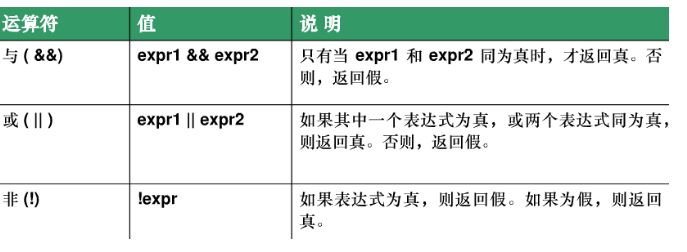 运算符 值 说 明
与 ( &&) expr1 && expr2 只有当 expr1 和 expr2 同为真时，才返回真。否
则，返回假。
或 ( || ) expr1 || expr2 如果其中一个表达式为真，或两个表达式同为真，
则返回真。否则，返回假。
非 (!) !expr 如果表达式为真，则返回假。如果为假，则返回
真。